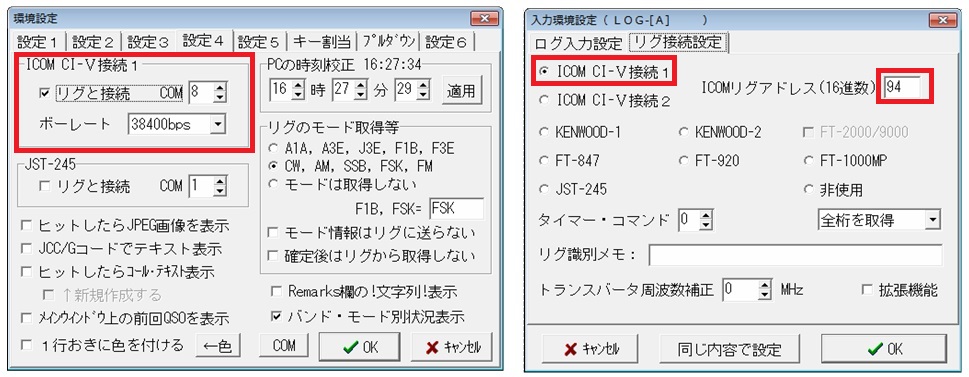 環境設定
設定1 設定2 設定3 設定4 設定5 キー割当 ﾌﾟﾙﾀﾞｳﾝ 設定6
ICOM CI-V接続1
リグと接続 COM 8
ボーレート 38400bps
JST-245
リグと接続 COM 1
ヒットしたらJPEG画像を表示
JCC/Gコードでテキスト表示
ヒットしたらｺｰﾙ・ﾃｷｽﾄ表示
↑新規作成する
ﾒｲﾝｳｲﾝﾄﾞｳ上の前回QSOを表示
1行おきに色を付ける ←色
PCの時刻校正 16:27:34
16 時 27 分 29 適用
リグのモード取得等
A1A, A3E, J3E, F1B, F3E
CW, AM, SSB, FSK, FM
モードは取得しない
F1B, FSK= FSK
モード情報はリグに送らない
確定後はリグから取得しない
Remarks欄の!文字列!表示
バンド・モード別状況表示
COM OK ｷｬﾝｾﾙ
入力環境設定 ( LOG-[A] )
ログ入力設定 リグ接続設定
ICOM CI-V接続1
ICOMリグアドレス(16進数) 94
ICOM CI-V接続2
KENWOOD-1 KENWOOD-2 FT-2000/9000
FT-847 FT-920 FT-1000MP
JST-245 非使用
タイマー・コマンド 0 全桁を取得
リグ識別メモ：
トランスバータ周波数補正 0 MHz 拡張機能
ｷｬﾝｾﾙ 同じ内容で設定 OK